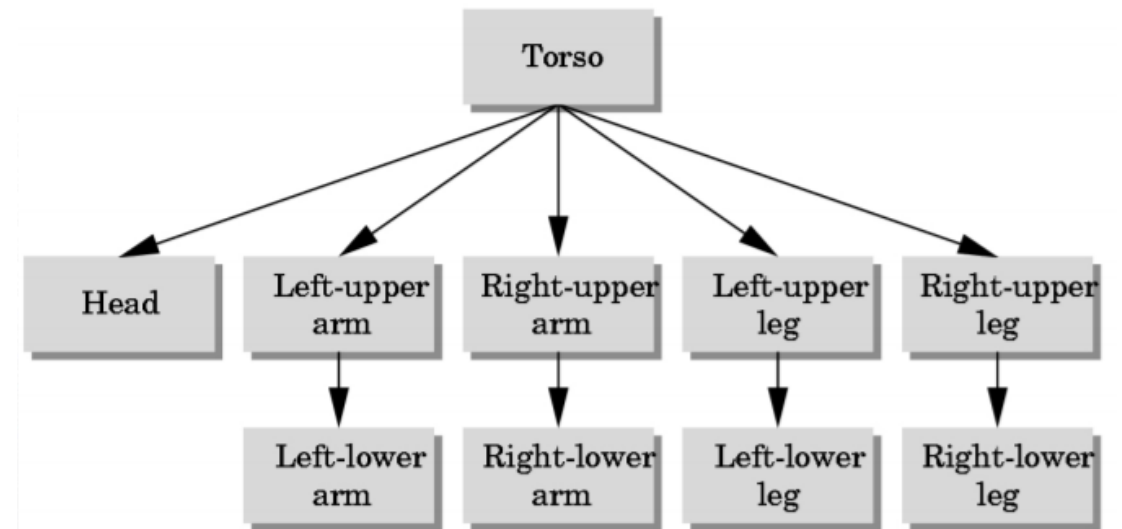 Torso
Head
Left-upper
arm
Right-upper
arm
Left-upper
leg
Right-upper
leg
Left-lower
arm
Right-lower
arm
Left-lower
leg
Right-lower
leg